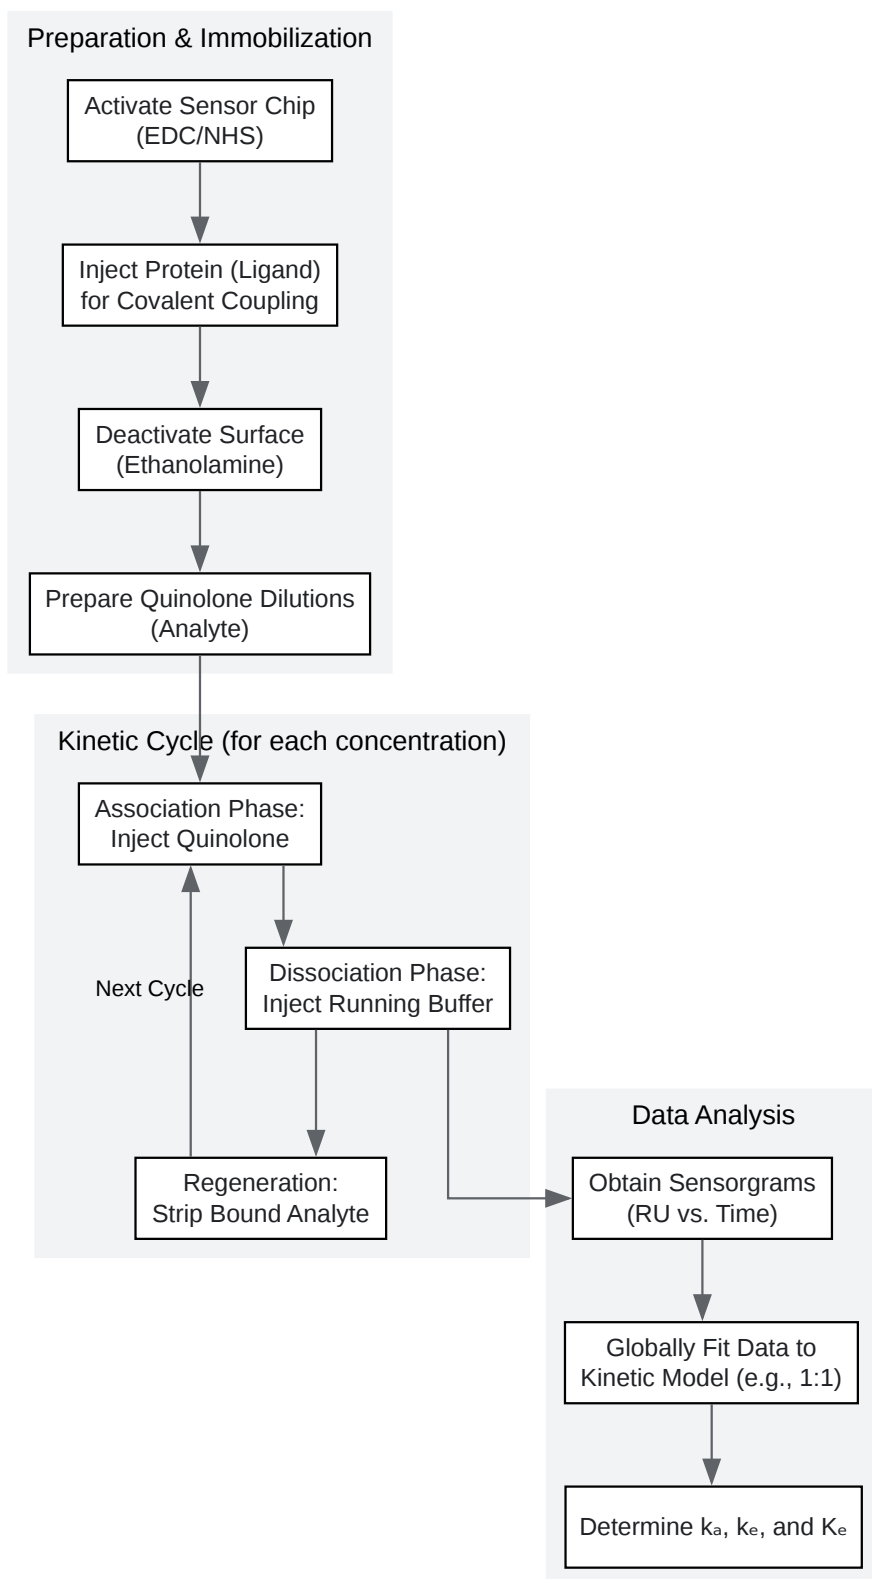 Preparation & Immobilization
Activate Sensor Chip
(EDC/NHS)
Inject Protein (Ligand)
for Covalent Coupling
Deactivate Surface
(Ethanolamine)
Prepare Quinolone Dilutions
(Analyte)
Kinetic Cycle (for each concentration)
Association Phase:
Inject Quinolone
Next Cycle
Dissociation Phase:
Inject Running Buffer
Regeneration:
Strip Bound Analyte
Data Analysis
Obtain Sensorgrams
(RU vs. Time)
Globally Fit Data to
Kinetic Model (e.g., 1:1)
Determine kₐ, kₑ, and Kₑ